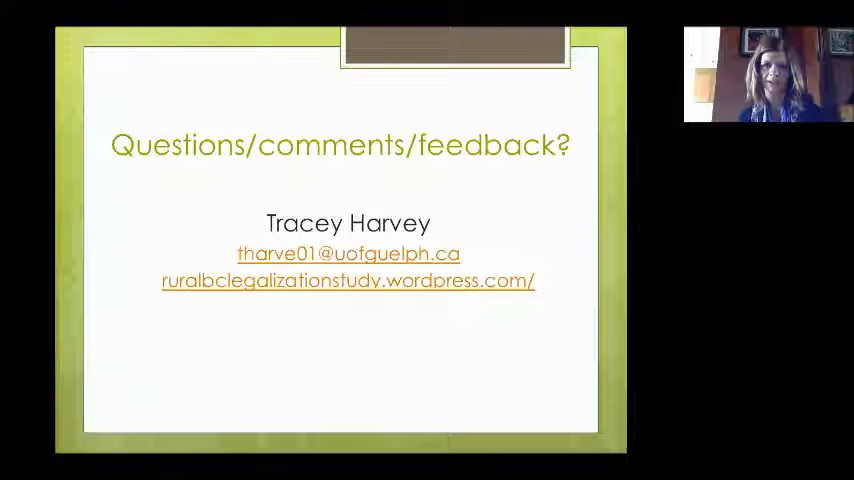 Questions/comments/feedback?
Tracey Harvey
tharve01@uofguelph.ca
ruralbclegalizationstudy.wordpress.com/